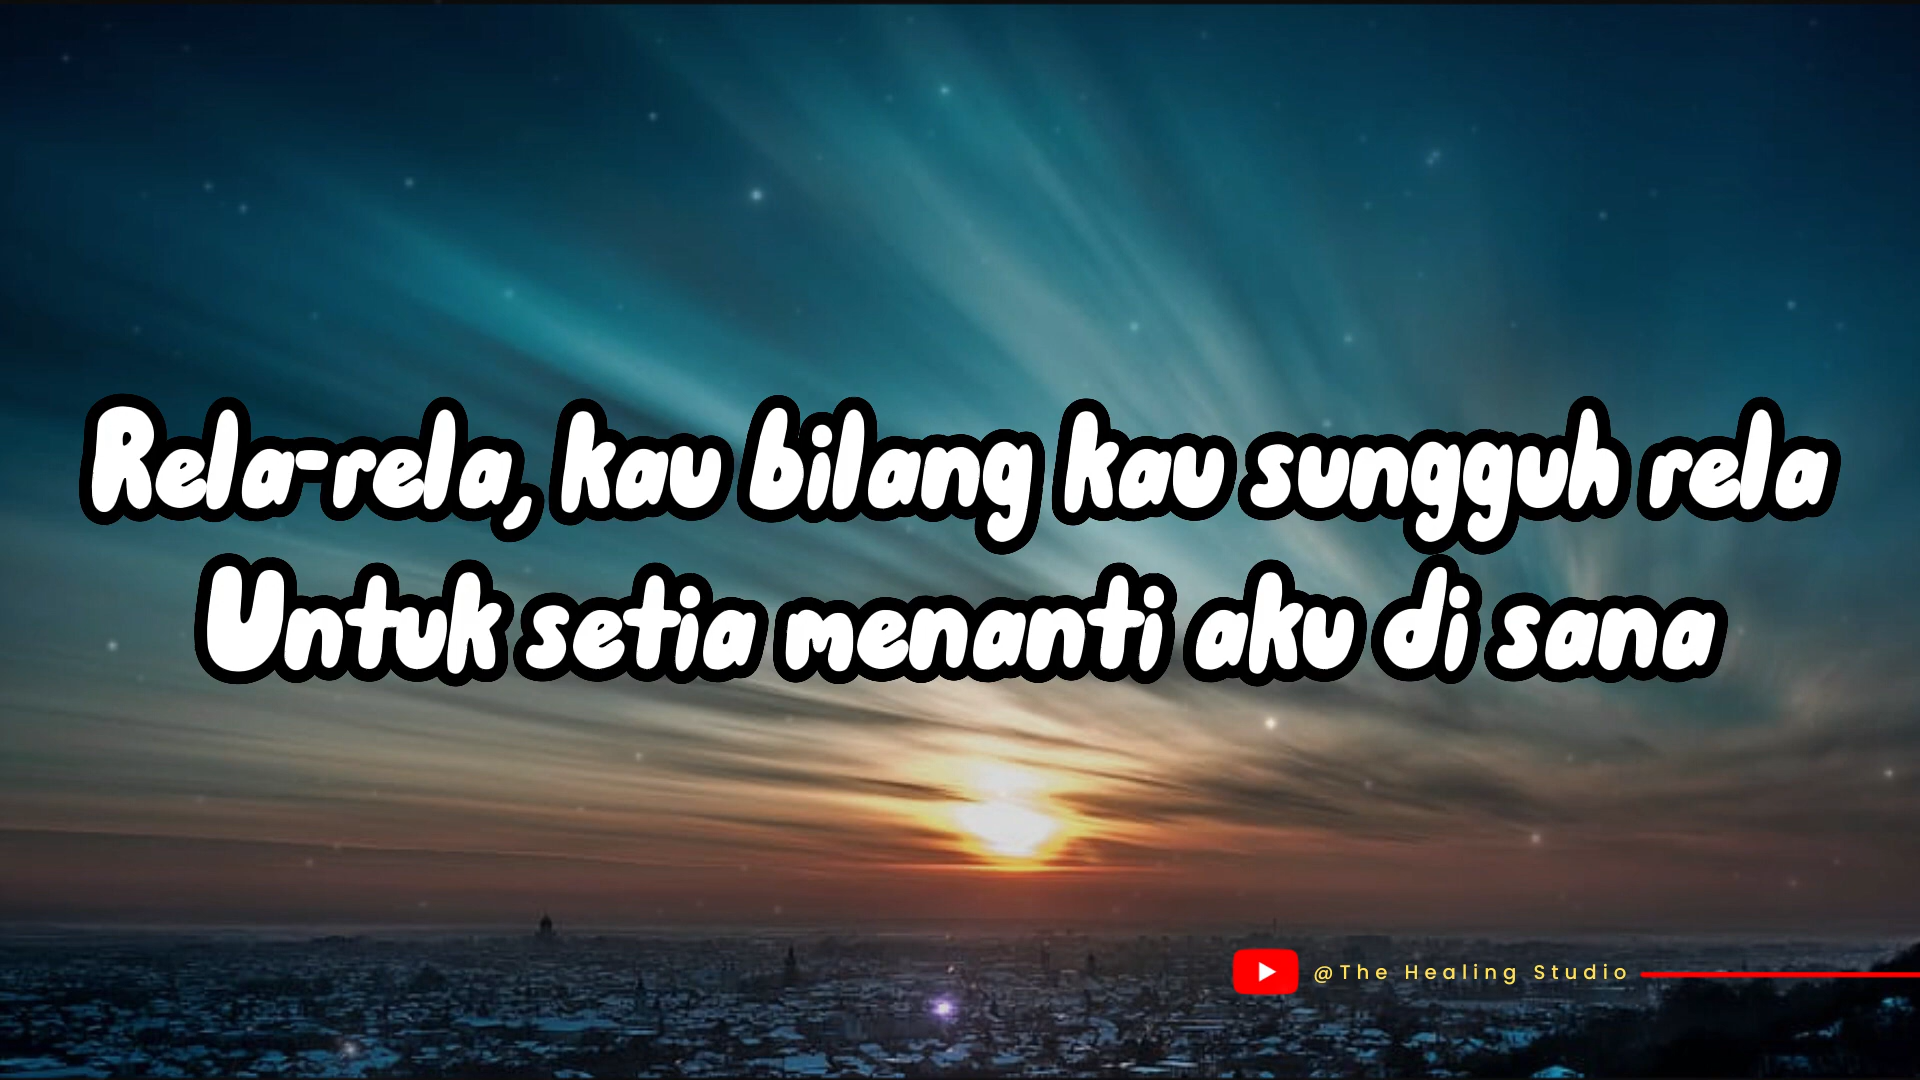 Rela-rela, kau bilang kau sungguh rela
Untuk setia menanti aku di sana
@The Healing Studio